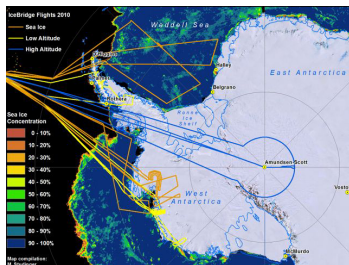 IceBridge Flights 2010
Sea Ice
Low Altitude
High Altitude
Weddell Sea
Halley
East Antarctica
Belgrano
Rothera
Ronne
Ice
Shelf
Sea Ice
Concentration
0 - 10%
10 - 20%
20 - 30%
30 - 40%
40 - 50%
50 - 60%
60 - 70%
70 - 80%
80 - 90%
90 - 100%
Amundsen-Scott
Vostok
West
Antarctica
McMurdo
Map compilation:
M. Studinger